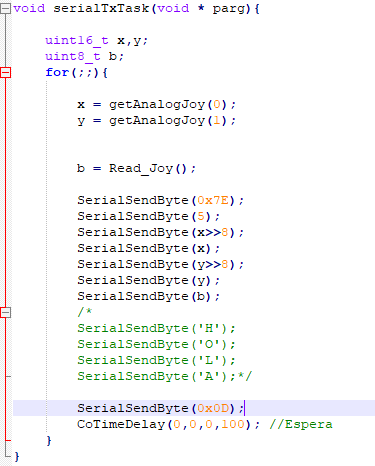 void serialTxTask(void * parg){
uint16_t x,y;
uint8_t b;
for(;;){
x = getAnalogJoy(0);
y = getAnalogJoy(1);
b = Read_Joy();
SerialSendByte(0x7E);
SerialSendByte(5);
SerialSendByte(x>>8);
SerialSendByte(x);
SerialSendByte(y>>8);
SerialSendByte(y);
SerialSendByte(b);
/*
SerialSendByte('H');
SerialSendByte('O');
SerialSendByte('L');
SerialSendByte('A');*/
SerialSendByte(0x0D);
CoTimeDelay(0,0,0,100); //Espera
}
}